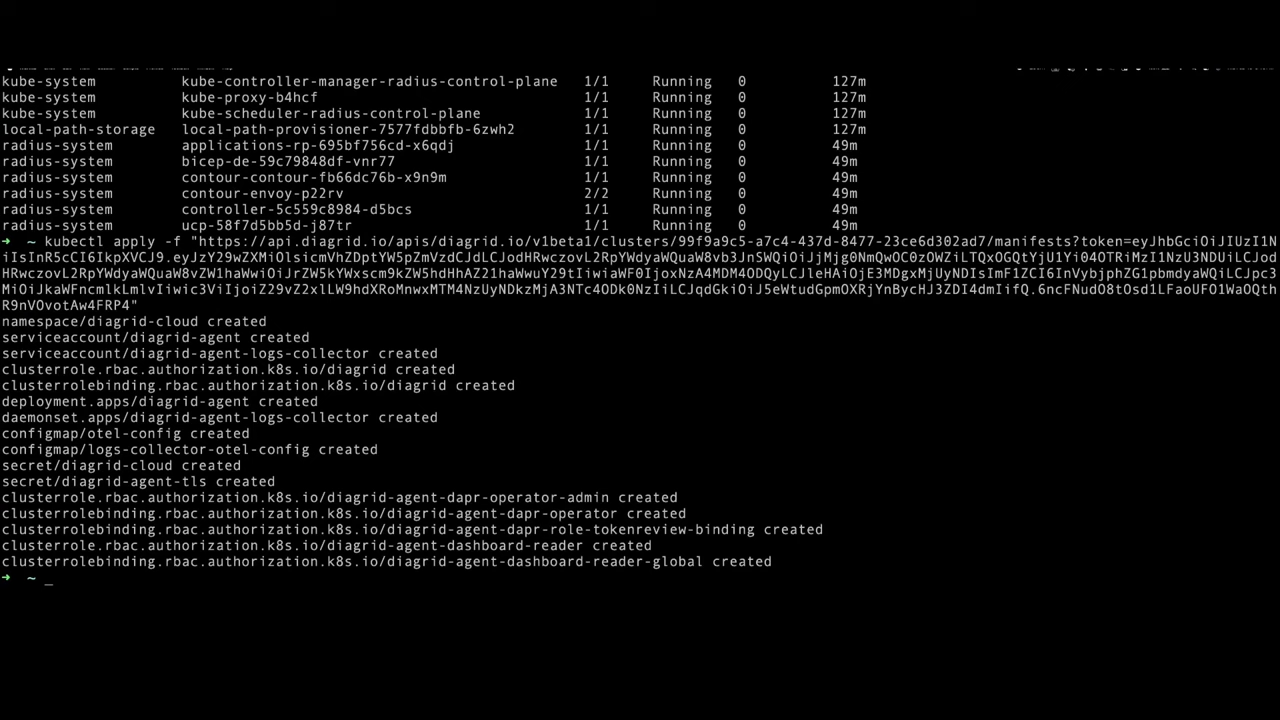 kube-system kube-controller-manager-radius-control-plane 1/1 Running 0 127m
kube-system kube-proxy-b4hcf 1/1 Running 0 127m
kube-system kube-scheduler-radius-control-plane 1/1 Running 0 127m
local-path-storage local-path-provisioner-7577fdbbfb-6zwh2 1/1 Running 0 127m
radius-system applications-rp-695bf756cd-x6qdj 1/1 Running 0 49m
radius-system bicep-de-59c79848df-vnr77 1/1 Running 0 49m
radius-system contour-contour-fb66dc76b-x9n9m 1/1 Running 0 49m
radius-system contour-envoy-p22rv 2/2 Running 0 49m
radius-system controller-5c559c8984-d5bcs 1/1 Running 0 49m
radius-system ucp-58f7d5bb5d-j87tr 1/1 Running 0 49m
➜ ~ kubectl apply -f "https://api.diagrid.io/apis/diagrid.io/v1beta1/clusters/99f9a9c5-a7c4-437d-8477-23ce6d302ad7/manifests?token=
namespace/diagrid-cloud created
serviceaccount/diagrid-agent created
serviceaccount/diagrid-agent-logs-collector created
clusterrole.rbac.authorization.k8s.io/diagrid created
clusterrolebinding.rbac.authorization.k8s.io/diagrid created
deployment.apps/diagrid-agent created
daemonset.apps/diagrid-agent-logs-collector created
configmap/otel-config created
configmap/logs-collector-otel-config created
secret/diagrid-cloud created
secret/diagrid-agent-tls created
clusterrole.rbac.authorization.k8s.io/diagrid-agent-dapr-operator-admin created
clusterrolebinding.rbac.authorization.k8s.io/diagrid-agent-dapr-operator created
clusterrolebinding.rbac.authorization.k8s.io/diagrid-agent-dapr-role-tokenreview-binding created
clusterrole.rbac.authorization.k8s.io/diagrid-agent-dashboard-reader created
clusterrolebinding.rbac.authorization.k8s.io/diagrid-agent-dashboard-reader-global created
➜ ~ _